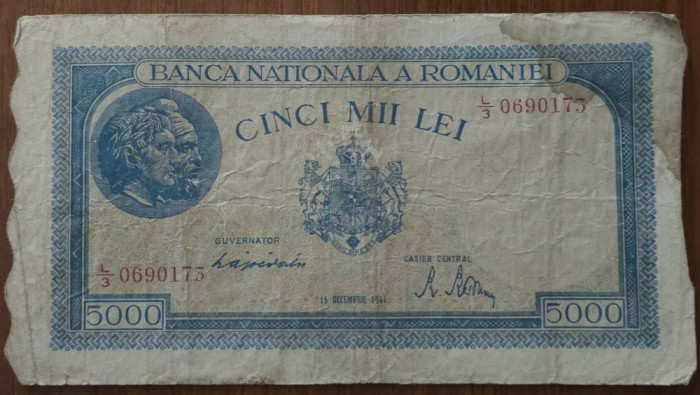 BANCA NATIONALA A ROMANIEI
CINCI MII LEI
L/3 0690173
GUVERNATOR
CASIER CENTRAL
L/3 0690173
15 DECEMVRIE 1944
5000
5000